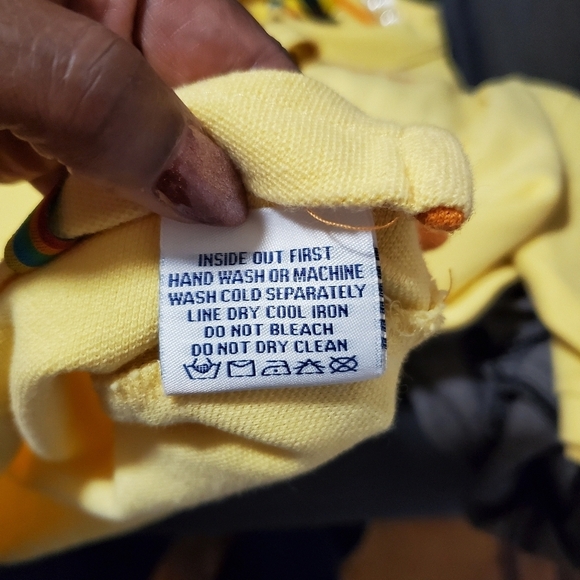 INSIDE OUT FIRST
HAND WASH OR MACHINE
WASH COLD SEPARATELY
LINE DRY COOL IRON
DO NOT BLEACH
DO NOT DRY CLEAN